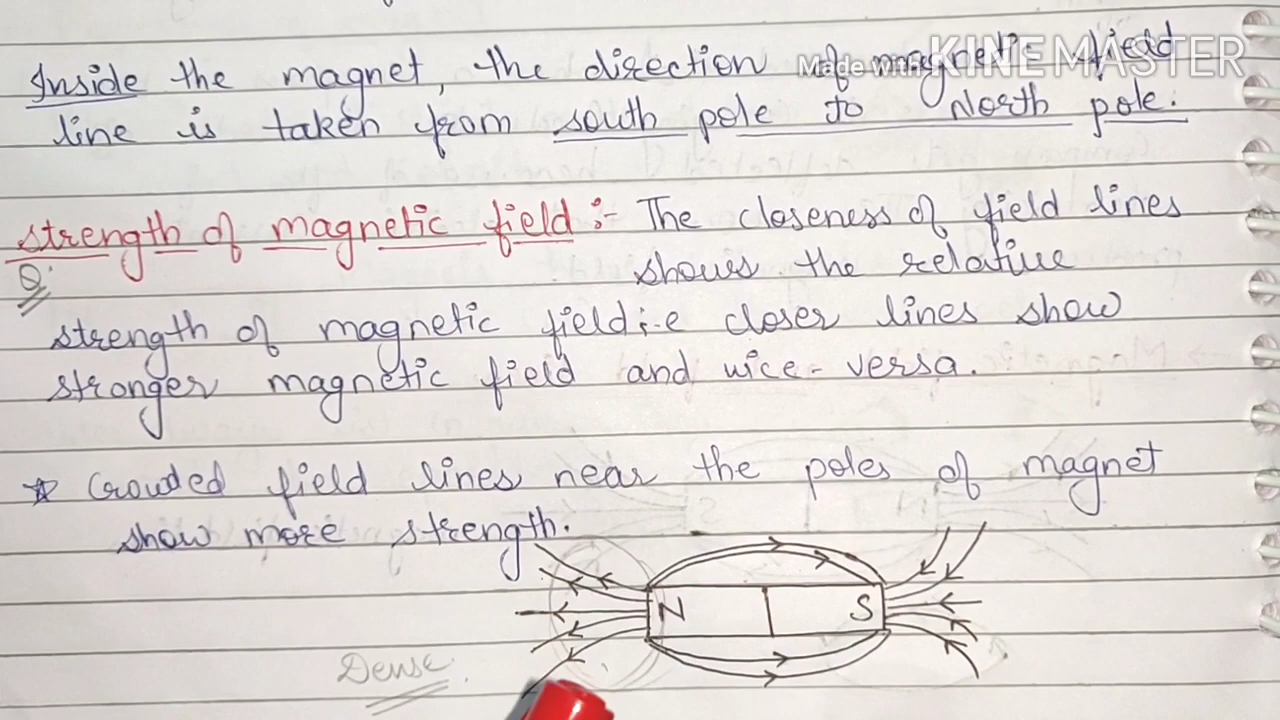 Inside the magnet, the direction of magnetic field
Made with KINEMASTER
line is taken from south pole to North pole.
strength of magnetic field :- The closeness of field lines
shows the relative
Q.
strength of magnetic field i.e closer lines show
stronger magnetic field and vice-versa.
☆ Crowded field lines near the poles of magnet
show more strength.
N S
Dense